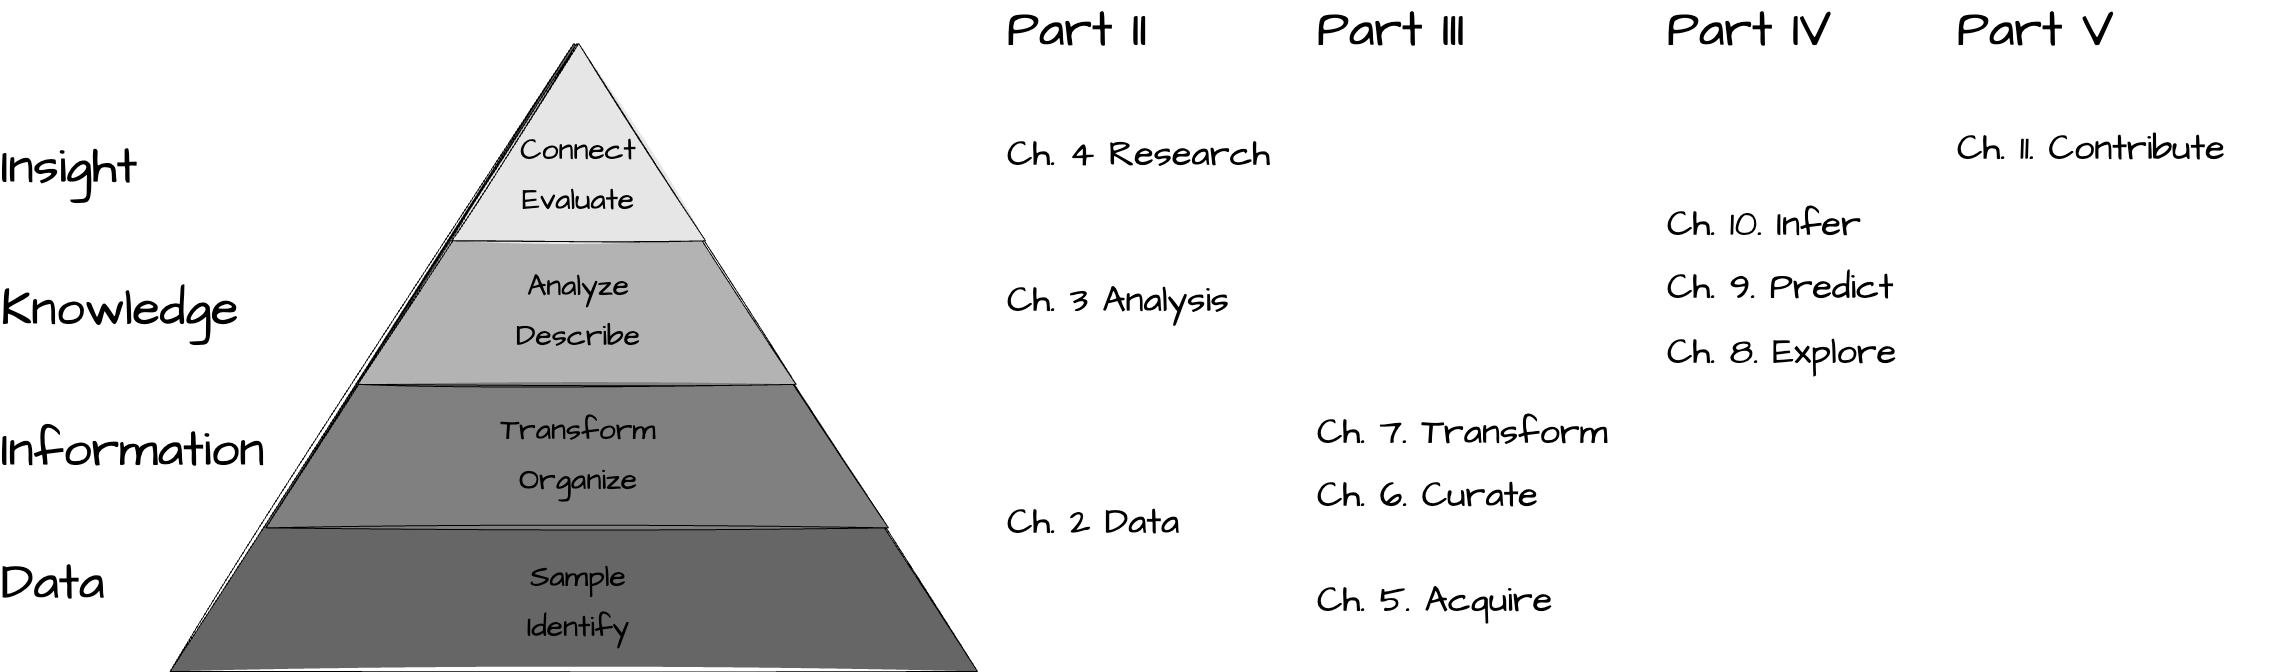 Part II Part III Part IV Part V
Insight
Connect
Evaluate
Ch. 4 Research
Ch. 11. Contribute
Ch. 10. Infer
Knowledge
Analyze
Describe
Ch. 3 Analysis
Ch. 9. Predict
Ch. 8. Explore
Information
Transform
Organize
Ch. 7. Transform
Ch. 6. Curate
Ch. 2 Data
Data
Sample
Identify
Ch. 5. Acquire